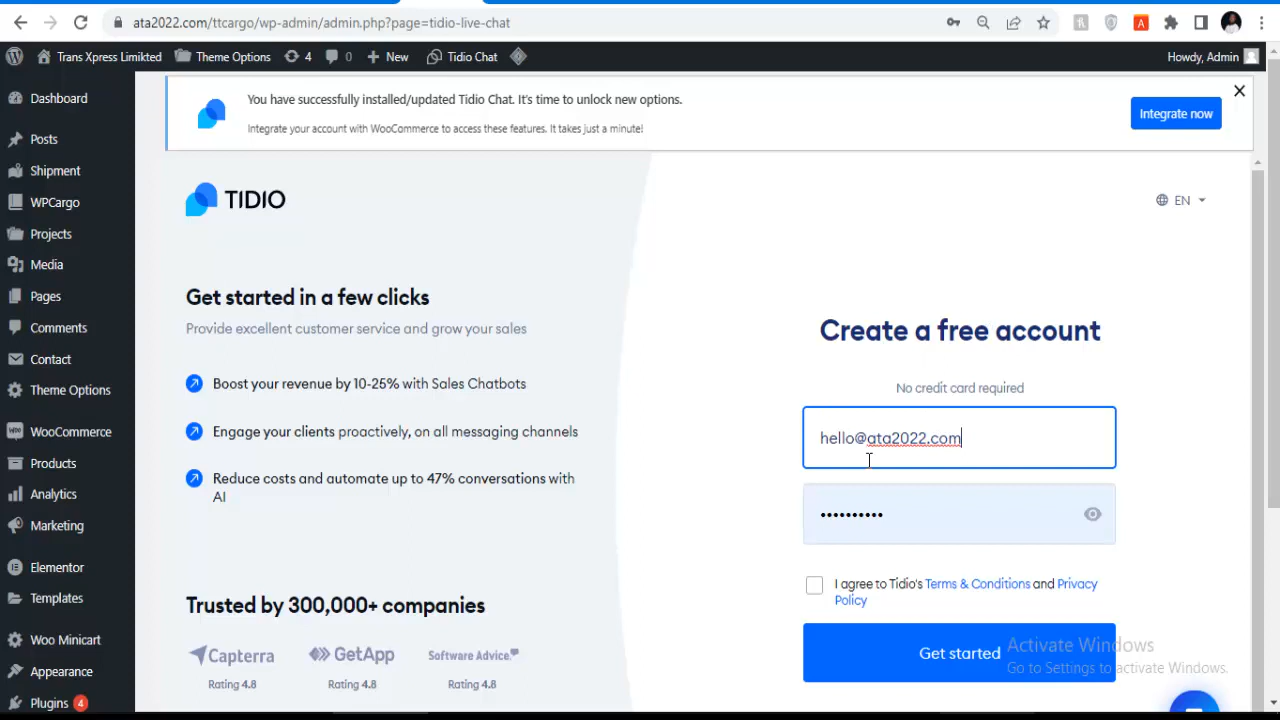 ata2022.com/ttcargo/wp-admin/admin.php?page=tidio-live-chat
Trans Xpress Limikted
Theme Options
4
0
New
Tidio Chat
Howdy, Admin
Dashboard
Posts
Shipment
WPCargo
Projects
Media
Pages
Comments
Contact
Theme Options
WooCommerce
Products
Analytics
Marketing
Elementor
Templates
Woo Minicart
Appearance
Plugins 4
You have successfully installed/updated Tidio Chat. It's time to unlock new options.
Integrate your account with WooCommerce to access these features. It takes just a minute!
Integrate now
TIDIO
EN
Get started in a few clicks
Provide excellent customer service and grow your sales
Boost your revenue by 10-25% with Sales Chatbots
Engage your clients proactively, on all messaging channels
Reduce costs and automate up to 47% conversations with
AI
Trusted by 300,000+ companies
Capterra
Rating 4.8
GetApp
Rating 4.8
Software Advice
Rating 4.8
Create a free account
No credit card required
hello@ata2022.com
••••••••••
I agree to Tidio's Terms & Conditions and Privacy
Policy
Get started
Activate Windows
Go to Settings to activate Windows.